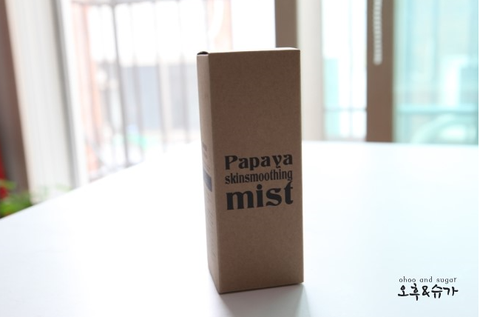 Papaya
skinsmoothing
mist
ohoo and sugar
오후&슈가